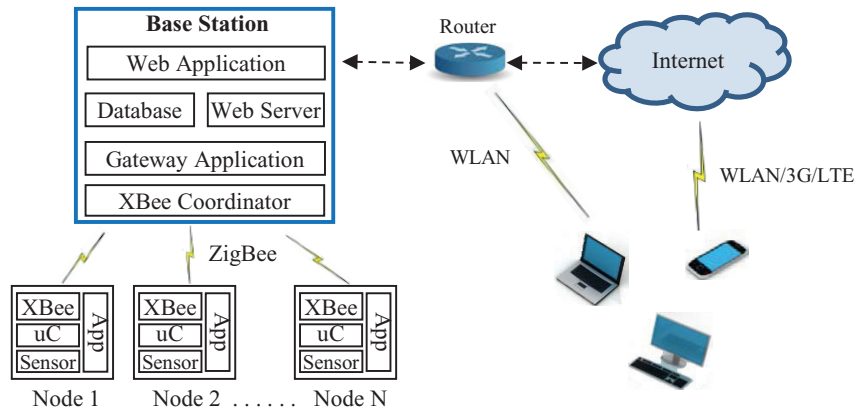 Base Station
Web Application
Database
Web Server
Gateway Application
XBee Coordinator
Router
Internet
WLAN
WLAN/3G/LTE
ZigBee
XBee
uC
Sensor
App
XBee
uC
Sensor
App
XBee
uC
Sensor
App
Node 1
Node 2 . . . . . . Node N